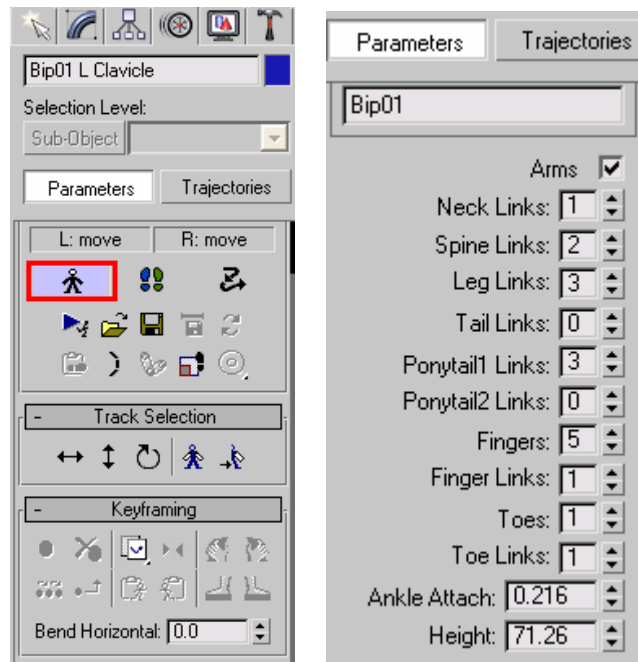 Bip01 L Clavicle
Selection Level:
Sub-Object
Parameters
Trajectories
L: move
R: move
- Track Selection
- Keyframing
Bend Horizontal: 0.0
Parameters
Trajectories
Bip01
Arms
Neck Links: 1
Spine Links: 2
Leg Links: 3
Tail Links: 0
Ponytail1 Links: 3
Ponytail2 Links: 0
Fingers: 5
Finger Links: 1
Toes: 1
Toe Links: 1
Ankle Attach: 0.216
Height: 71.26